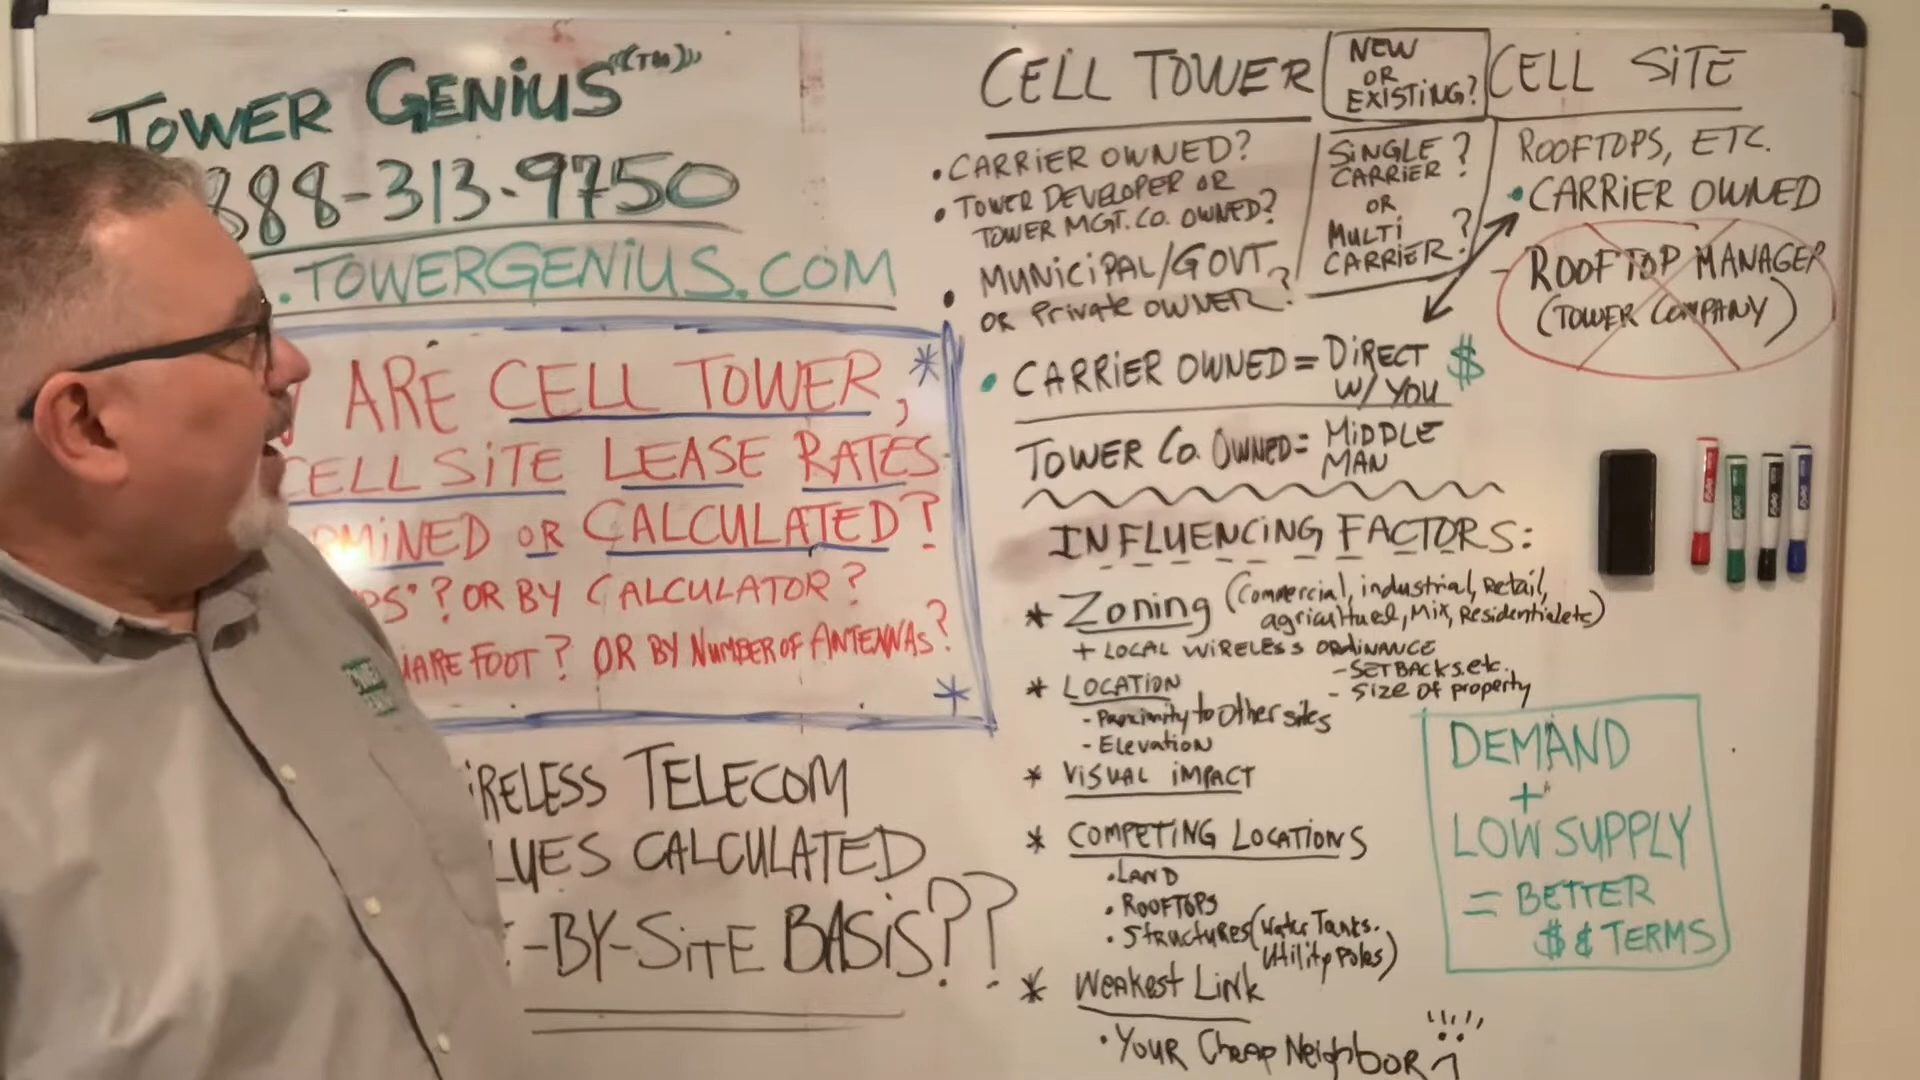 TOWER GENIUS ((TM))
888-313-9750
.TOWERGENIUS.COM
ARE CELL TOWER, *
CELL SITE LEASE RATES
RMINED OR CALCULATED?
PS"? OR BY CALCULATOR?
UARE FOOT? OR BY NUMBER OF ANTENNAS?
*
IRELESS TELECOM
LUES CALCULATED
E-BY-SITE BASIS??
CELL TOWER
• CARRIER OWNED?
• TOWER DEVELOPER OR
TOWER MGT. CO. OWNED?
• MUNICIPAL/GOVT
OR Private OWNER?
NEW
OR
EXISTING?
SINGLE
CARRIER?
OR
MULTI
CARRIER?
CELL SITE
ROOFTOPS, ETC.
• CARRIER OWNED
- ROOFTOP MANAGER
(TOWER COMPANY)
• CARRIER OWNED = DIRECT
W/ YOU $
TOWER Co. OWNED = MIDDLE
MAN
INFLUENCING FACTORS:
* Zoning (Commercial, industrial, Retail,
agricultural, Mix, Residential etc)
+ LOCAL WIRELESS ORDINANCE
- SETBACKS. etc.
- Size of property
* LOCATION
- Proximity to other sites
- Elevation
* VISUAL IMPACT
* COMPETING LOCATIONS
• LAND
• ROOFTOPS
• Structures (Water Tanks.
Utility Poles)
* Weakest Link
• YOUR Cheap Neighbor
DEMAND
+
LOW SUPPLY
= BETTER
$ & TERMS